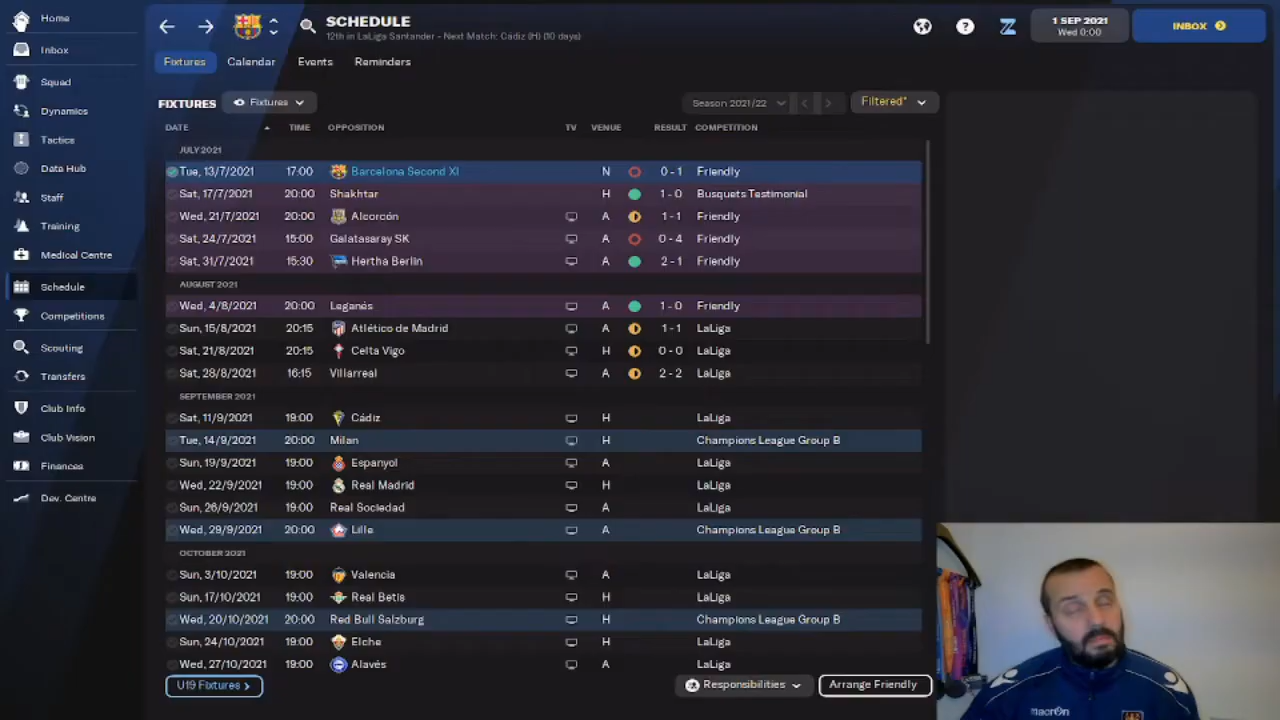 Home
SCHEDULE
12th in LaLiga Santander - Next Match: Cádiz (H) (10 days)
1 SEP 2021
Wed 0:00
INBOX
Inbox
Fixtures Calendar Events Reminders
Squad
Dynamics
Tactics
Data Hub
Staff
Training
Medical Centre
Schedule
Competitions
Scouting
Transfers
Club Info
Club Vision
Finances
Dev. Centre
FIXTURES Fixtures Season 2021/22 Filtered*
DATE TIME OPPOSITION TV VENUE RESULT COMPETITION
JULY 2021
Tue, 13/7/2021 17:00 Barcelona Second XI N 0 - 1 Friendly
Sat, 17/7/2021 20:00 Shakhtar H 1 - 0 Busquets Testimonial
Wed, 21/7/2021 20:00 Alcorcón A 1 - 1 Friendly
Sat, 24/7/2021 15:00 Galatasaray SK A 0 - 4 Friendly
Sat, 31/7/2021 15:30 Hertha Berlin A 2 - 1 Friendly
AUGUST 2021
Wed, 4/8/2021 20:00 Leganés A 1 - 0 Friendly
Sun, 15/8/2021 20:15 Atlético de Madrid A 1 - 1 LaLiga
Sat, 21/8/2021 20:15 Celta Vigo H 0 - 0 LaLiga
Sat, 28/8/2021 16:15 Villarreal A 2 - 2 LaLiga
SEPTEMBER 2021
Sat, 11/9/2021 19:00 Cádiz H LaLiga
Tue, 14/9/2021 20:00 Milan H Champions League Group B
Sun, 19/9/2021 19:00 Espanyol A LaLiga
Wed, 22/9/2021 19:00 Real Madrid H LaLiga
Sun, 26/9/2021 19:00 Real Sociedad A LaLiga
Wed, 29/9/2021 20:00 Lille A Champions League Group B
OCTOBER 2021
Sun, 3/10/2021 19:00 Valencia A LaLiga
Sun, 17/10/2021 19:00 Real Betis H LaLiga
Wed, 20/10/2021 20:00 Red Bull Salzburg H Champions League Group B
Sun, 24/10/2021 19:00 Elche H LaLiga
Wed, 27/10/2021 19:00 Alavés A LaLiga
U19 Fixtures > Responsibilities Arrange Friendly
macron